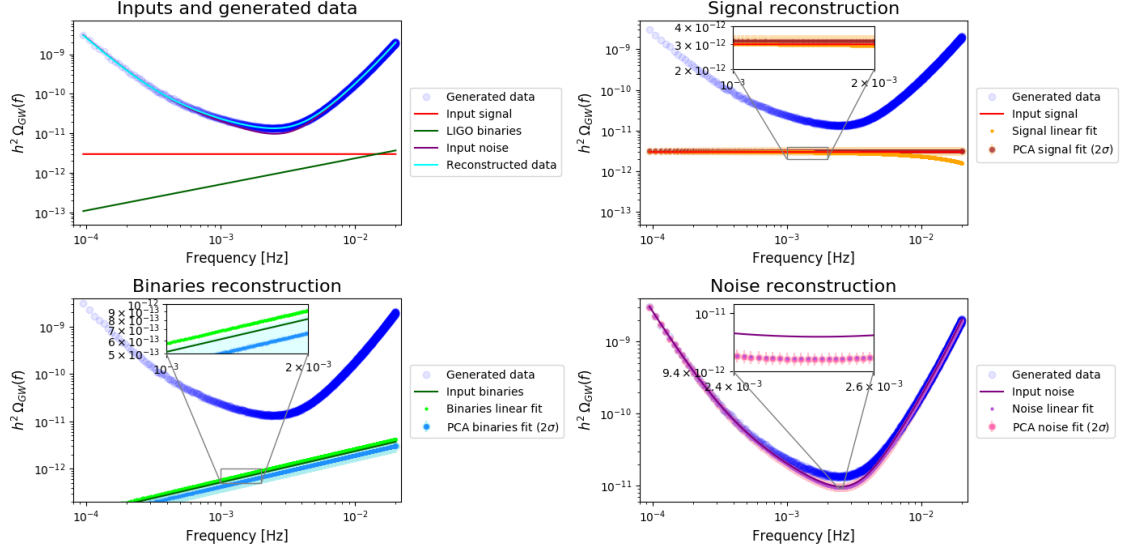 Inputs and generated data
10⁻⁹
10⁻¹⁰
10⁻¹¹
10⁻¹²
10⁻¹³
h² Ω_GW(f)
10⁻⁴
10⁻³
10⁻²
Frequency [Hz]
Generated data
Input signal
LIGO binaries
Input noise
Reconstructed data
Signal reconstruction
4 × 10⁻¹²
3 × 10⁻¹²
2 × 10⁻¹²
10⁻³
2 × 10⁻³
10⁻⁹
10⁻¹⁰
10⁻¹¹
10⁻¹²
10⁻¹³
h² Ω_GW(f)
10⁻⁴
10⁻³
10⁻²
Frequency [Hz]
Generated data
Input signal
Signal linear fit
PCA signal fit (2σ)
Binaries reconstruction
10⁻¹²
9 × 10⁻¹³
8 × 10⁻¹³
6 × 10⁻¹³
5 × 10⁻¹³
10⁻³
2 × 10⁻³
10⁻⁹
10⁻¹⁰
10⁻¹¹
10⁻¹²
h² Ω_GW(f)
10⁻⁴
10⁻³
10⁻²
Frequency [Hz]
Generated data
Input binaries
Binaries linear fit
PCA binaries fit (2σ)
Noise reconstruction
10⁻¹¹
9.4 × 10⁻¹²
2.4 × 10⁻³
2.6 × 10⁻³
10⁻⁹
10⁻¹⁰
10⁻¹¹
h² Ω_GW(f)
10⁻⁴
10⁻³
10⁻²
Frequency [Hz]
Generated data
Input noise
Noise linear fit
PCA noise fit (2σ)